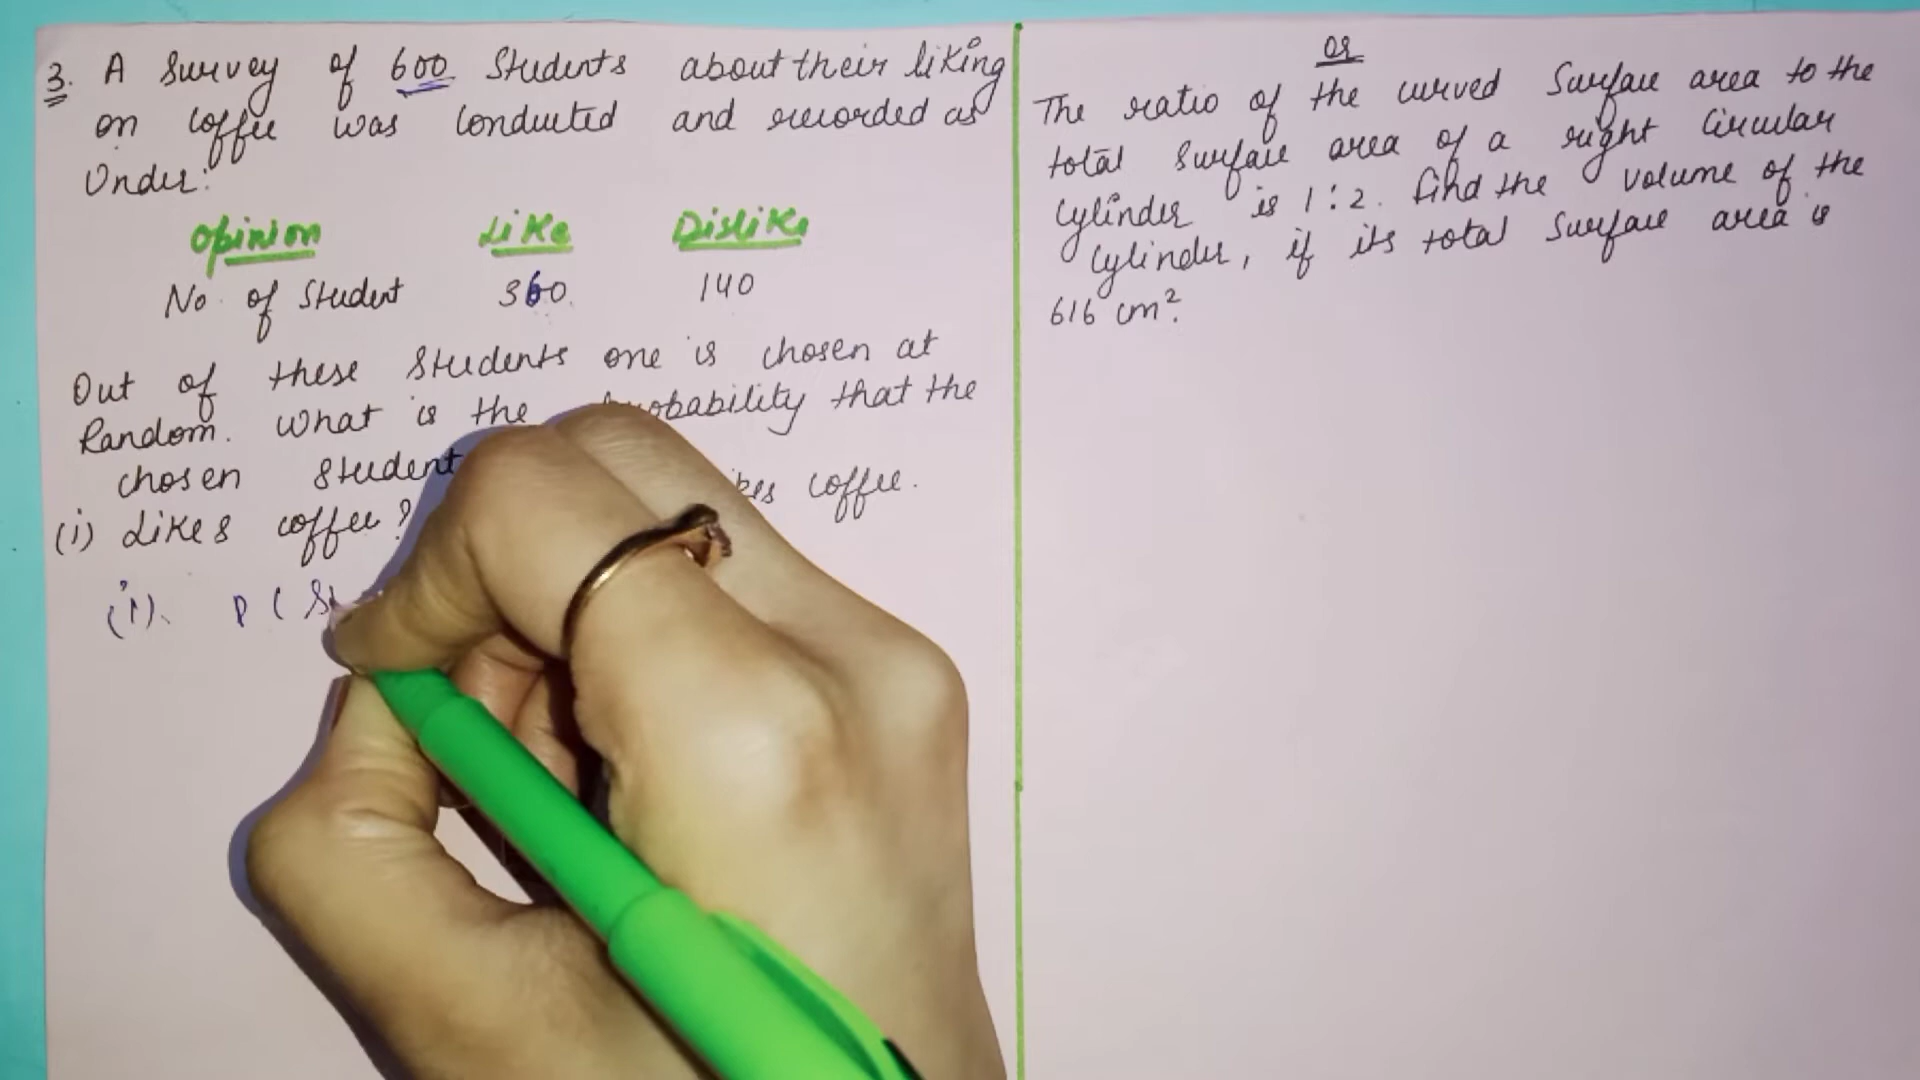 3. A Survey of 600 Students about their liking
on coffee was conducted and recorded as
Under:
Opinion Like Dislike
No. of Student 360. 140
Out of these Students one is chosen at
Random. What is the probability that the
chosen Student
(i) Likes coffee? coffee.
(i). P(
or
The ratio of the curved Surface area to the
total Surface area of a right Circular
Cylinder is 1:2. find the volume of the
Cylinder, if its total Surface area is
616 cm².